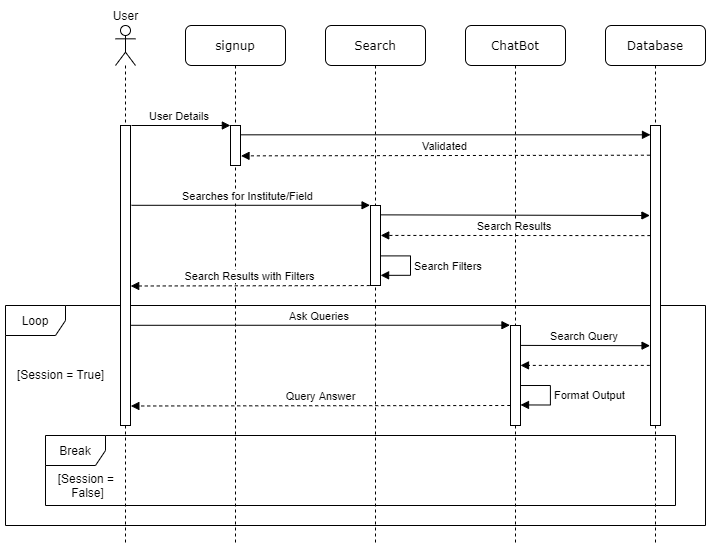 User
signup
Search
ChatBot
Database
User Details
Validated
Searches for Institute/Field
Search Results
Search Filters
Search Results with Filters
Loop
Ask Queries
Search Query
[Session = True]
Format Output
Query Answer
Break
[Session =
False]